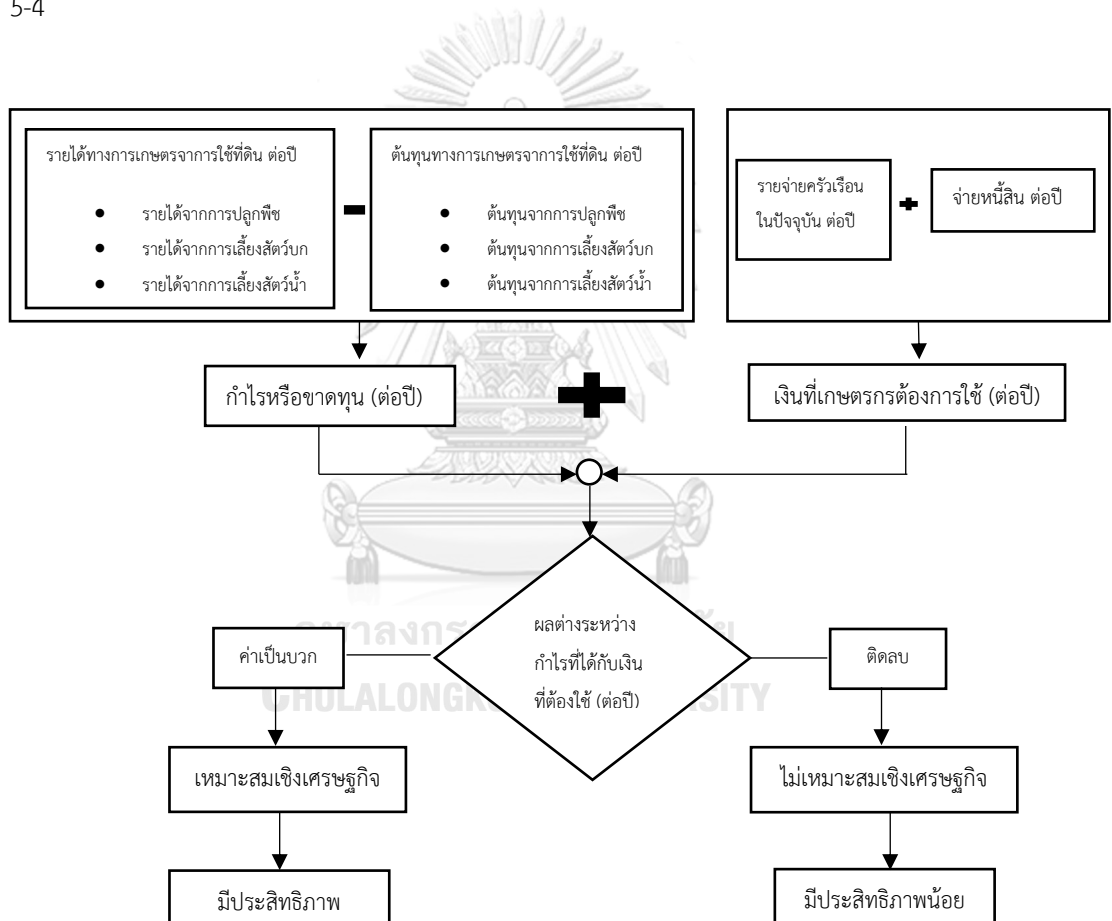 5-4
รายได้ทางการเกษตรจาการใช้ที่ดิน ต่อปี
● รายได้จากการปลูกพืช
● รายได้จากการเลี้ยงสัตว์บก
● รายได้จากการเลี้ยงสัตว์น้ำ
-
ต้นทุนทางการเกษตรจาการใช้ที่ดิน ต่อปี
● ต้นทุนจากการปลูกพืช
● ต้นทุนจากการเลี้ยงสัตว์บก
● ต้นทุนจากการเลี้ยงสัตว์น้ำ
รายจ่ายครัวเรือน
ในปัจจุบัน ต่อปี
+
จ่ายหนี้สิน ต่อปี
กำไรหรือขาดทุน (ต่อปี)
+
เงินที่เกษตรกรต้องการใช้ (ต่อปี)
ผลต่างระหว่าง
กำไรที่ได้กับเงิน
ที่ต้องใช้ (ต่อปี)
ค่าเป็นบวก
ติดลบ
เหมาะสมเชิงเศรษฐกิจ
ไม่เหมาะสมเชิงเศรษฐกิจ
มีประสิทธิภาพ
มีประสิทธิภาพน้อย